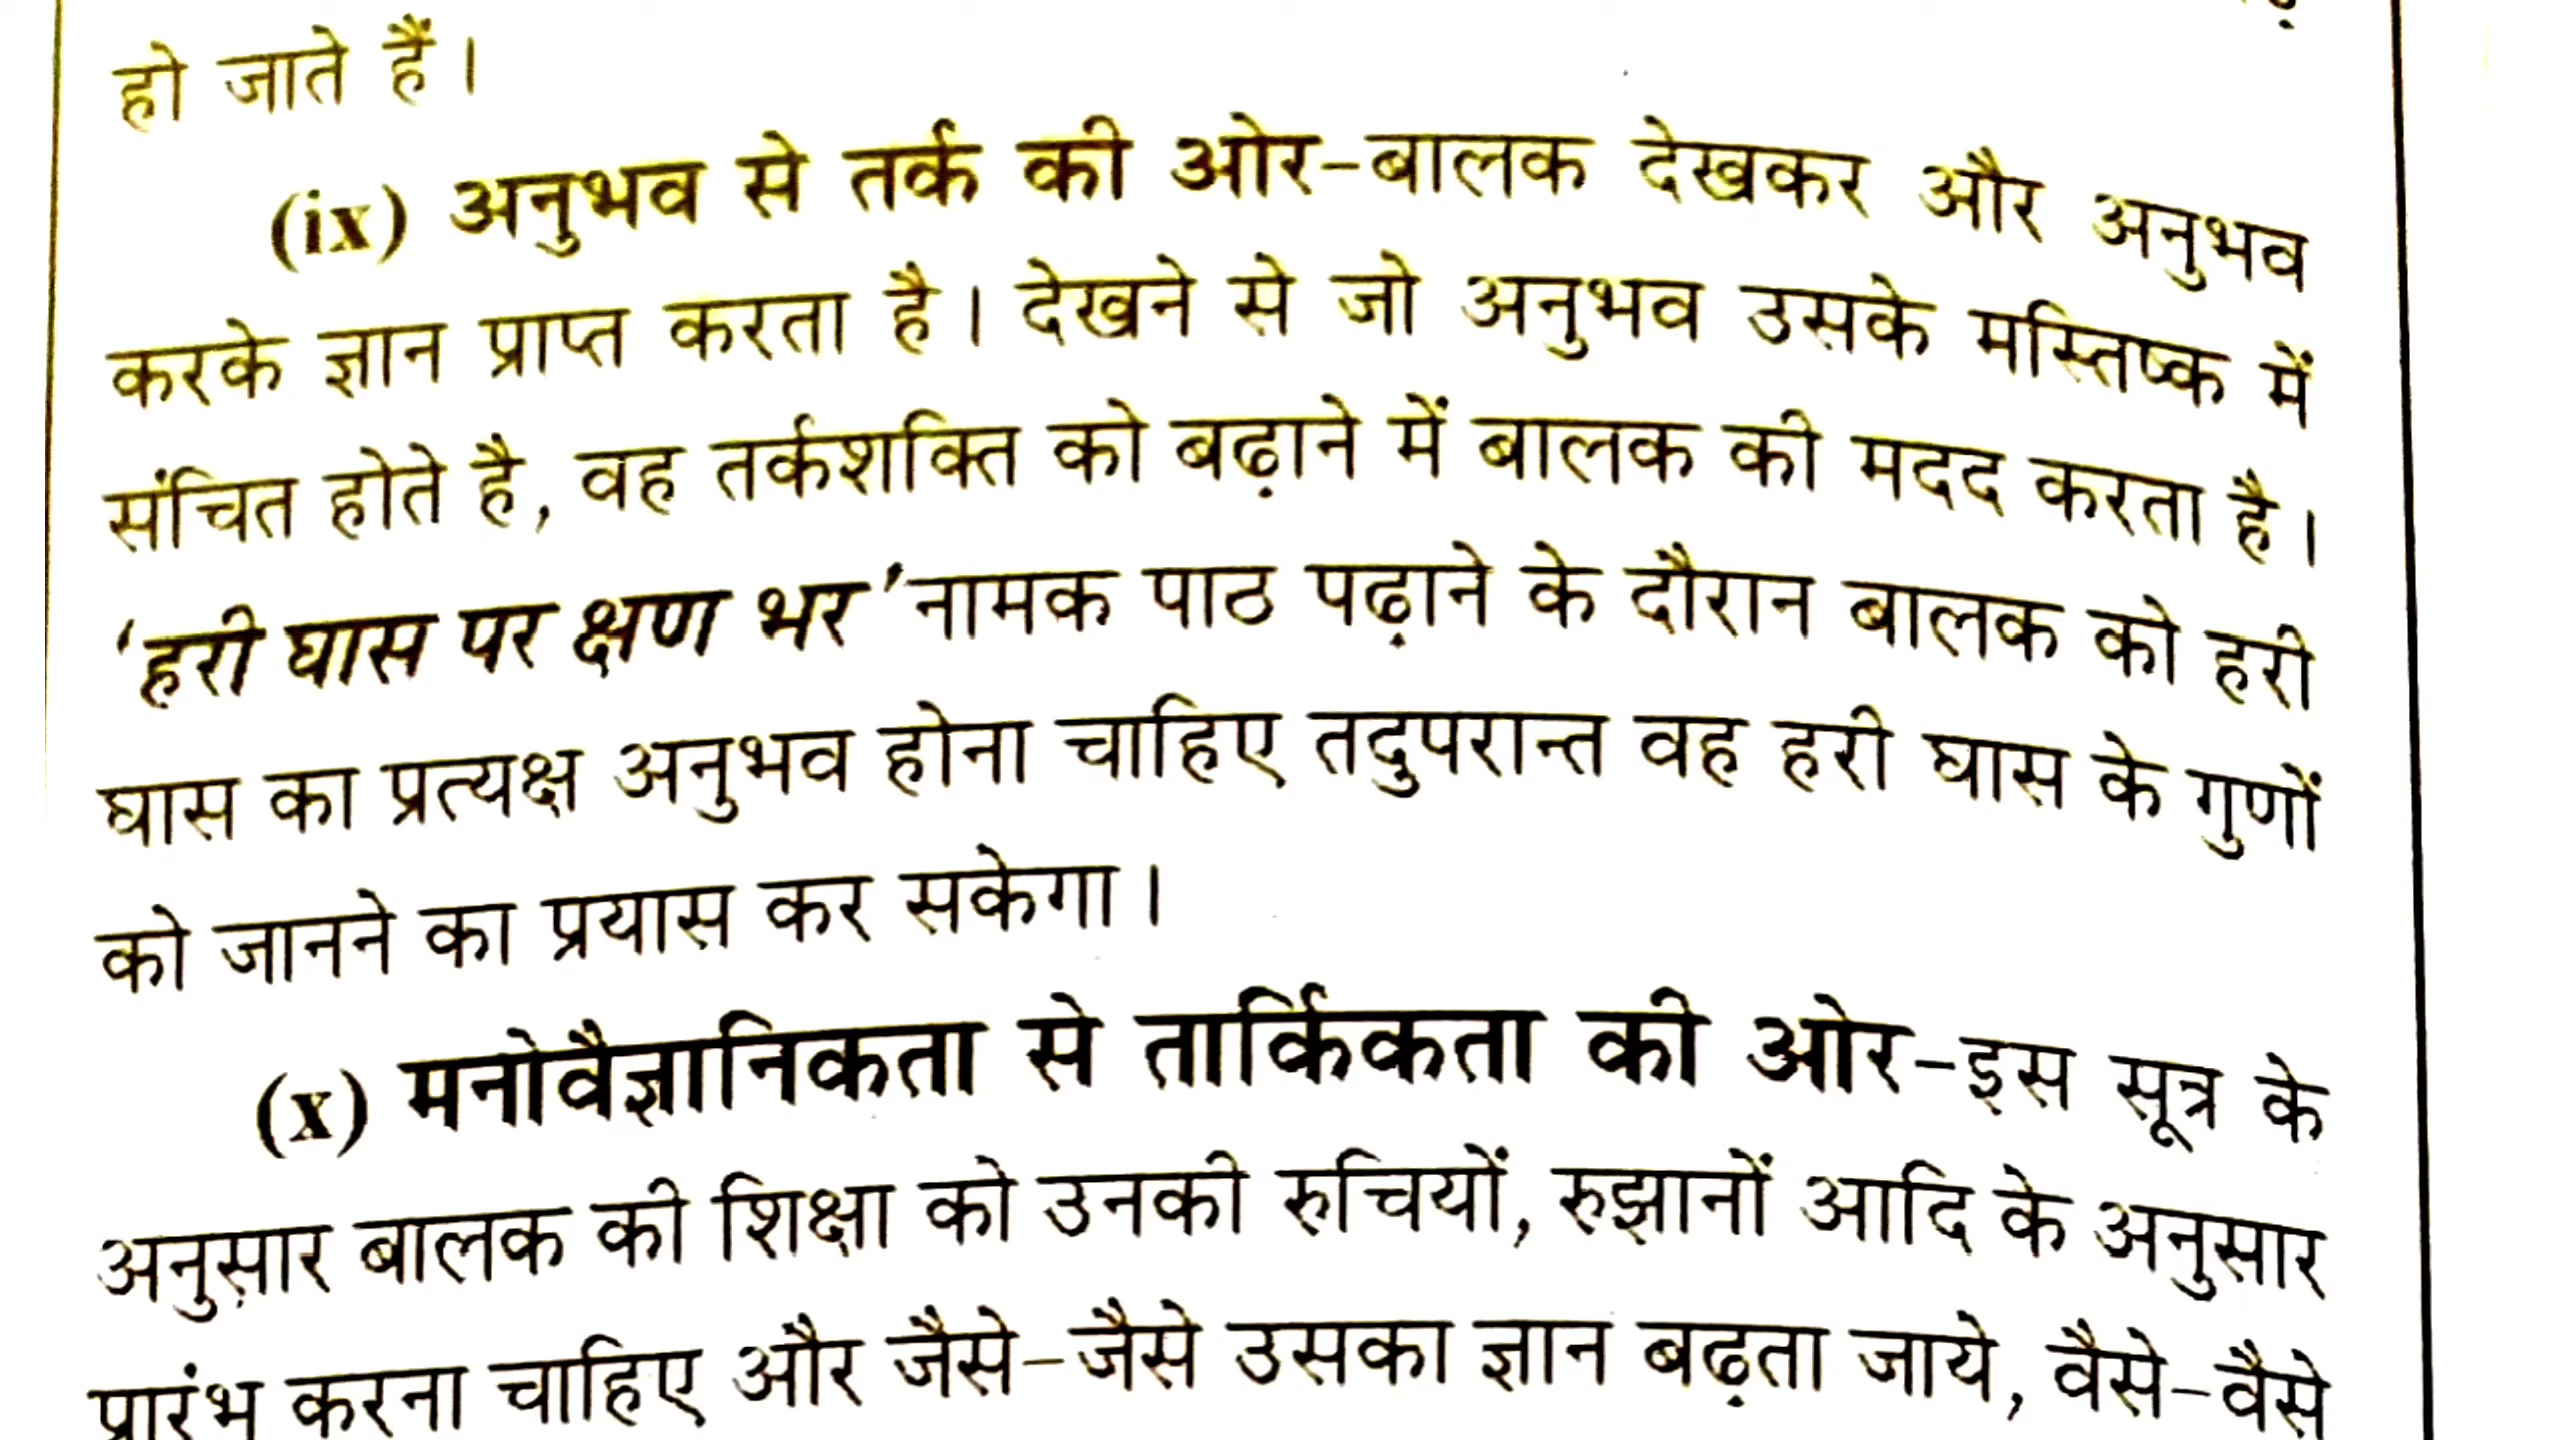 हो जाते हैं।
(ix) अनुभव से तर्क की ओर-बालक देखकर और अनुभव
करके ज्ञान प्राप्त करता है। देखने से जो अनुभव उसके मस्तिष्क में
संचित होते है, वह तर्कशक्ति को बढ़ाने में बालक की मदद करता है।
'हरी घास पर क्षण भर' नामक पाठ पढ़ाने के दौरान बालक को हरी
घास का प्रत्यक्ष अनुभव होना चाहिए तदुपरान्त वह हरी घास के गुणों
को जानने का प्रयास कर सकेगा।
(x) मनोवैज्ञानिकता से तार्किकता की ओर-इस सूत्र के
अनुसार बालक की शिक्षा को उनकी रुचियों, रुझानों आदि के अनुसार
प्रारंभ करना चाहिए और जैसे-जैसे उसका ज्ञान बढ़ता जाये, वैसे-वैसे